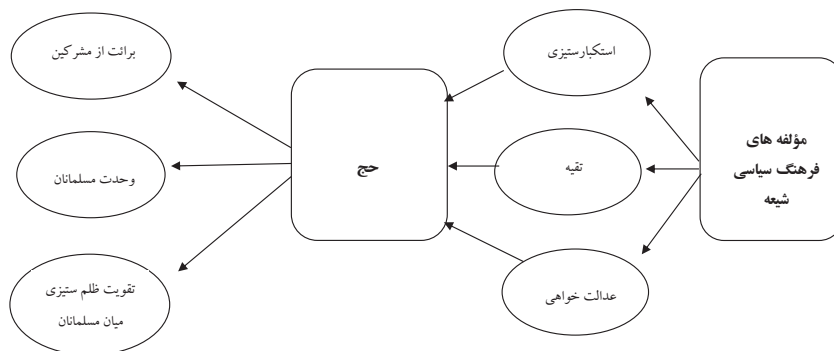 مؤلفه های
فرهنگ سیاسی
شیعه
استکبارستیزی
تقیه
عدالت خواهی
حج
برائت از مشرکین
وحدت مسلمانان
تقویت ظلم ستیزی
میان مسلمانان